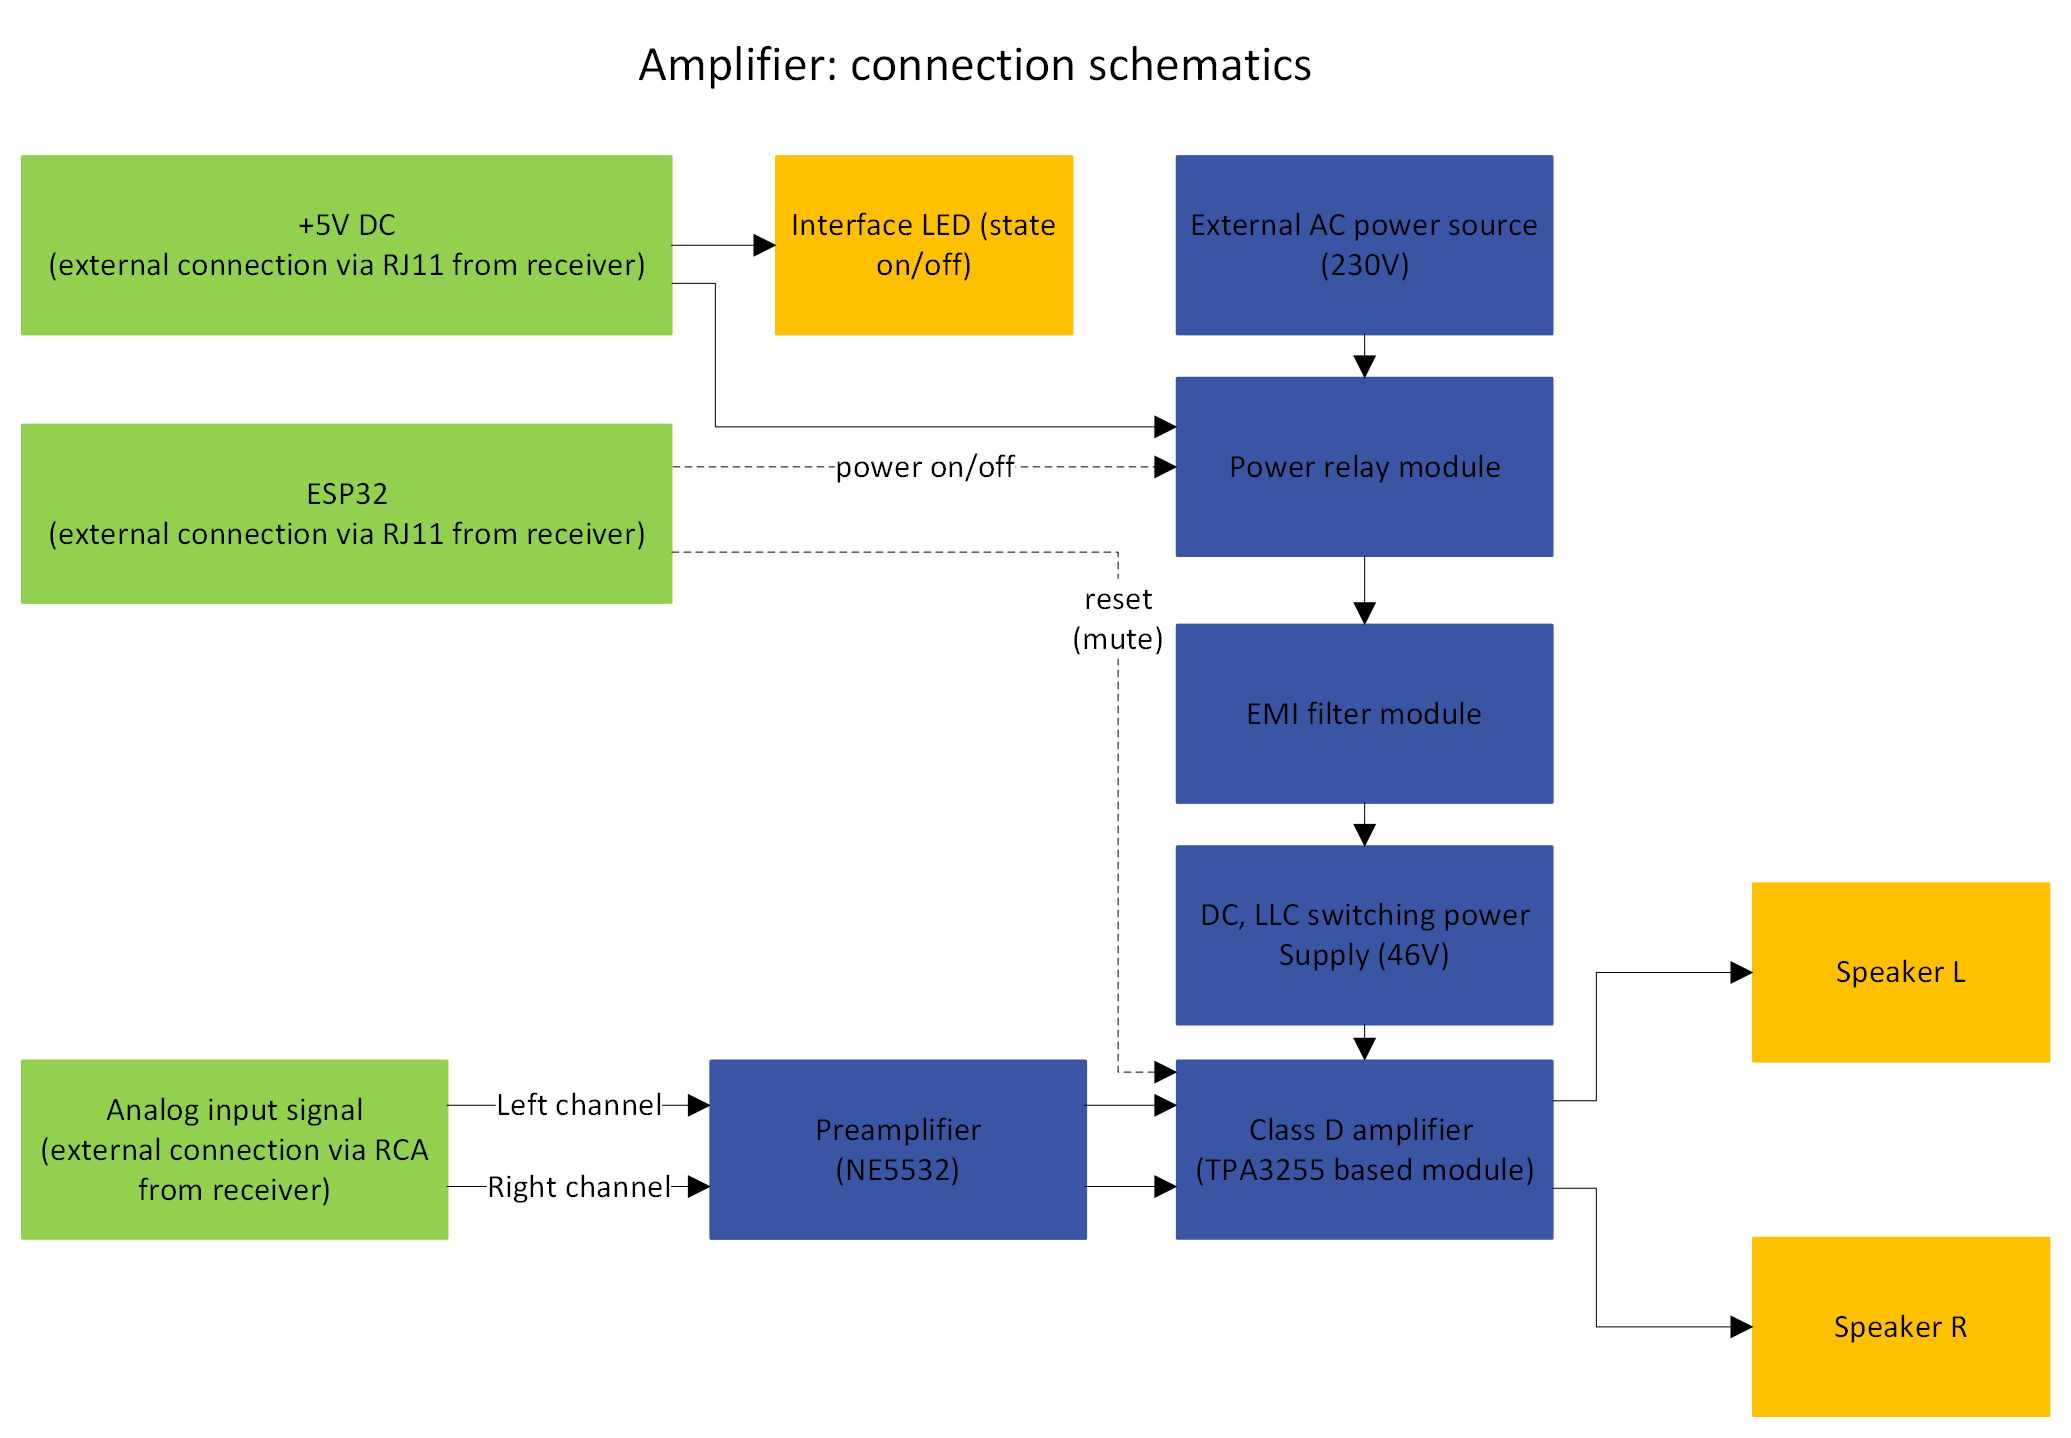 Amplifier: connection schematics
+5V DC
(external connection via RJ11 from receiver)
Interface LED (state
on/off)
External AC power source
(230V)
ESP32
(external connection via RJ11 from receiver)
power on/off
Power relay module
reset
(mute)
EMI filter module
DC, LLC switching power
Supply (46V)
Speaker L
Analog input signal
(external connection via RCA
from receiver)
Left channel
Right channel
Preamplifier
(NE5532)
Class D amplifier
(TPA3255 based module)
Speaker R